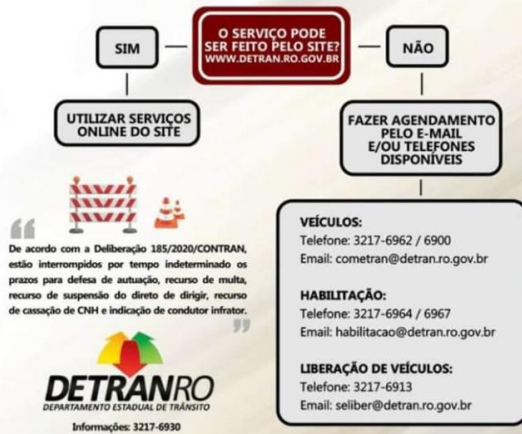 O SERVIÇO PODE
SER FEITO PELO SITE?
WWW.DETRAN.RO.GOV.BR
SIM
NÃO
UTILIZAR SERVIÇOS
ONLINE DO SITE
FAZER AGENDAMENTO
PELO E-MAIL
E/OU TELEFONES
DISPONÍVEIS
“
De acordo com a Deliberação 185/2020/CONTRAN,
estão interrompidos por tempo indeterminado os
prazos para defesa de autuação, recurso de multa,
recurso de suspensão do direto de dirigir, recurso
de cassação de CNH e indicação de condutor infrator.
”
DETRANRO
DEPARTAMENTO ESTADUAL DE TRÂNSITO
Informações: 3217-6930
VEÍCULOS:
Telefone: 3217-6962 / 6900
Email: cometran@detran.ro.gov.br
HABILITAÇÃO:
Telefone: 3217-6964 / 6967
Email: habilitacao@detran.ro.gov.br
LIBERAÇÃO DE VEÍCULOS:
Telefone: 3217-6913
Email: seliber@detran.ro.gov.br